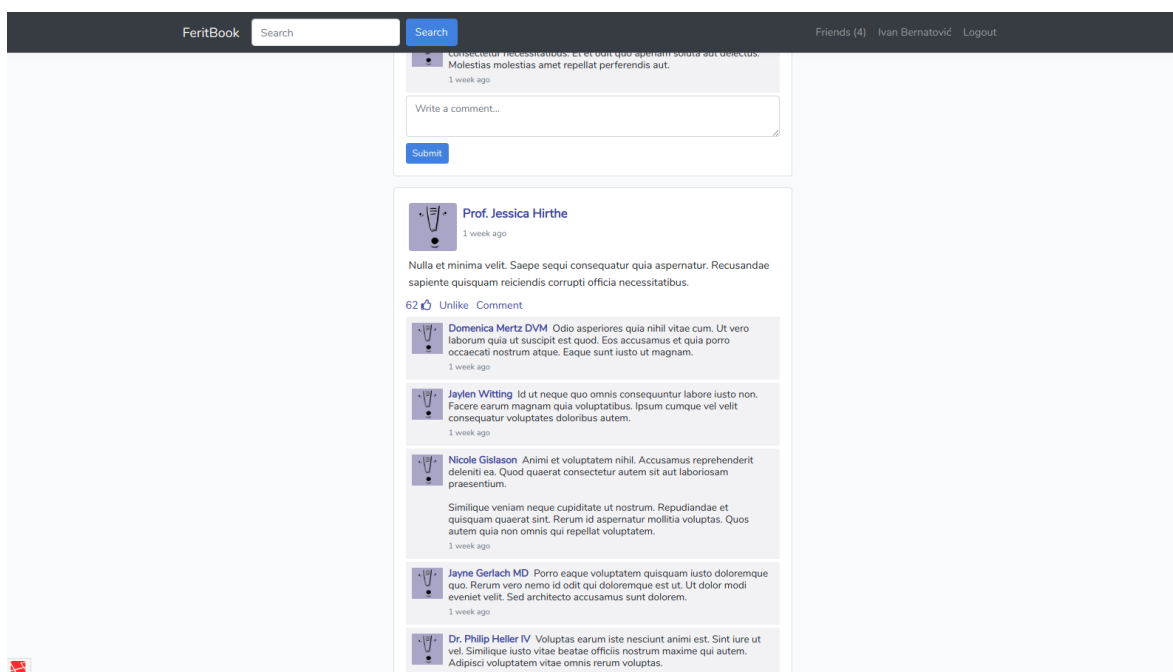 FeritBook Search Search Friends (4) Ivan Bernatović Logout
consectetur necessitatibus. Et et odit quo aperiam soluta aut delectus.
Molestias molestias amet repellat perferendis aut.
1 week ago
Write a comment...
Submit
Prof. Jessica Hirthe
1 week ago
Nulla et minima velit. Saepe sequi consequatur quia aspernatur. Recusandae
sapiente quisquam reiciendis corrupti officia necessitatibus.
62 Unlike Comment
Domenica Mertz DVM Odio asperiores quia nihil vitae cum. Ut vero
laborum quia ut suscipit est quod. Eos accusamus et quia porro
occaecati nostrum atque. Eaque sunt iusto ut magnam.
1 week ago
Jaylen Witting Id ut neque quo omnis consequuntur labore iusto non.
Facere earum magnam quia voluptatibus. Ipsum cumque vel velit
consequatur voluptates doloribus autem.
1 week ago
Nicole Gislason Animi et voluptatem nihil. Accusamus reprehenderit
deleniti ea. Quod quaerat consectetur autem sit aut laboriosam
praesentium.
Similique veniam neque cupiditate ut nostrum. Repudiandae et
quisquam quaerat sint. Rerum id aspernatur mollitia voluptas. Quos
autem quia non omnis qui repellat voluptatem.
1 week ago
Jayne Gerlach MD Porro eaque voluptatem quisquam iusto doloremque
quo. Rerum vero nemo id odit qui doloremque est ut. Ut dolor modi
eveniet velit. Sed architecto accusamus sunt dolorem.
1 week ago
Dr. Philip Heller IV Voluptas earum iste nesciunt animi est. Sint iure ut
vel. Similique iusto vitae beatae officiis nostrum maxime qui autem.
Adipisci voluptatem vitae omnis rerum voluptas.